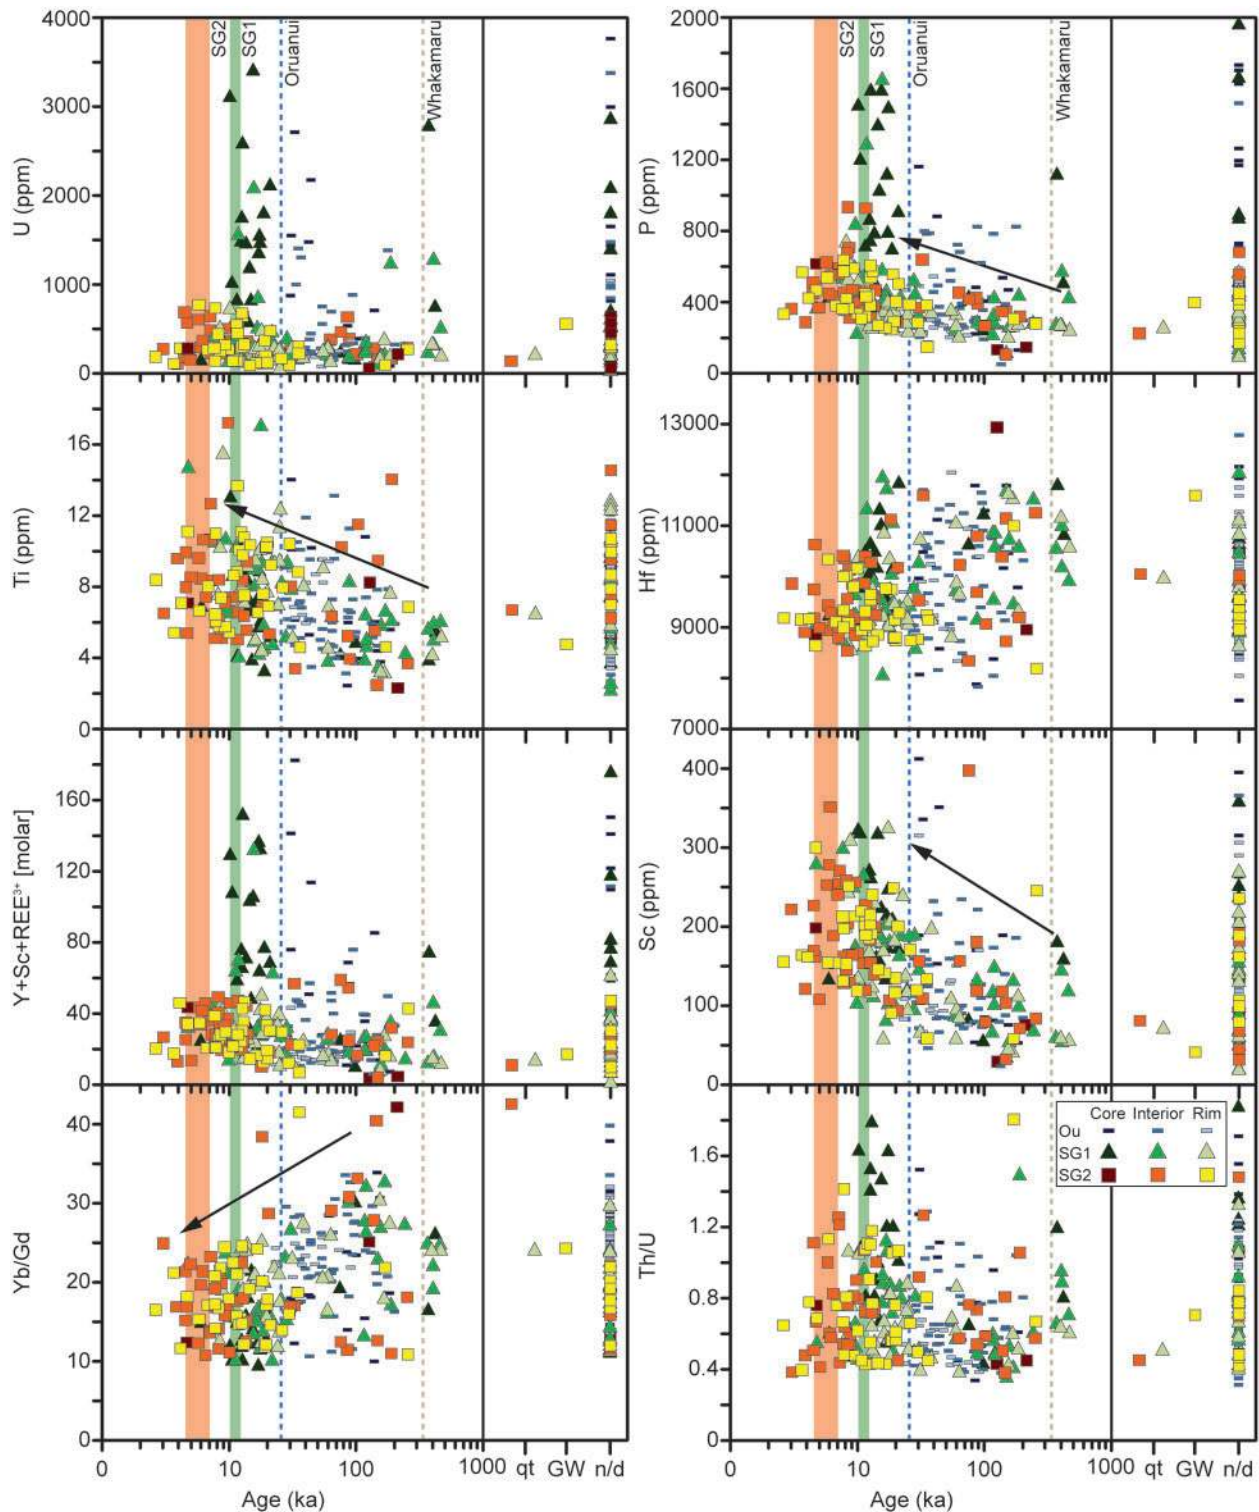 4000
3000
2000
1000
0
U (ppm)
SG2
SG1
Oruanui
Whakamaru
2000
1600
1200
800
400
0
P (ppm)
SG2
SG1
Oruanui
Whakamaru
16
12
8
4
0
Ti (ppm)
13000
11000
9000
7000
Hf (ppm)
160
120
80
40
0
Y+Sc+REE³⁺ [molar]
400
300
200
100
0
Sc (ppm)
40
30
20
10
0
Yb/Gd
1.6
1.2
0.8
0.4
0
Th/U
Core Interior Rim
Ou
SG1
SG2
0 10 100 1000 qt GW n/d
Age (ka)
0 10 100 1000 qt GW n/d
Age (ka)